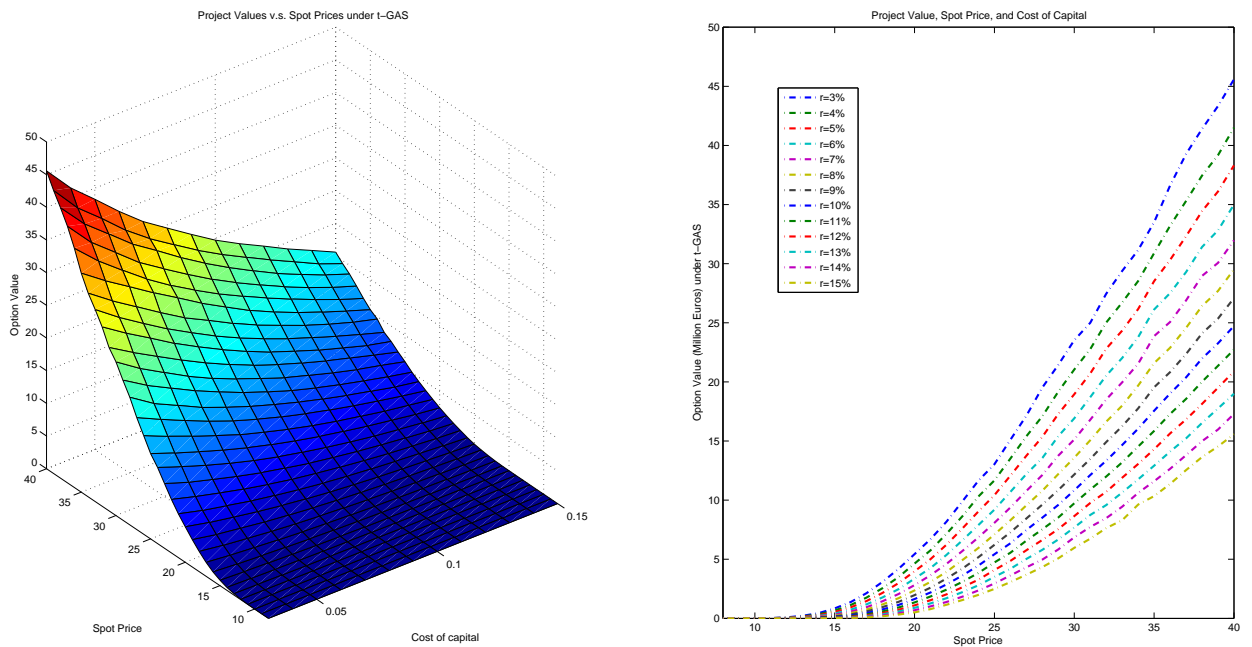 Project Values v.s. Spot Prices under t−GAS
50
45
40
35
30
25
20
15
10
5
0
Option Value
40
35
30
25
20
15
10
Spot Price
0.05
0.1
0.15
Cost of capital
Project Value, Spot Price, and Cost of Capital
50
45
40
35
30
25
20
15
10
5
0
Option Value (Million Euros) under t−GAS
r=3%
r=4%
r=5%
r=6%
r=7%
r=8%
r=9%
r=10%
r=11%
r=12%
r=13%
r=14%
r=15%
10
15
20
25
30
35
40
Spot Price